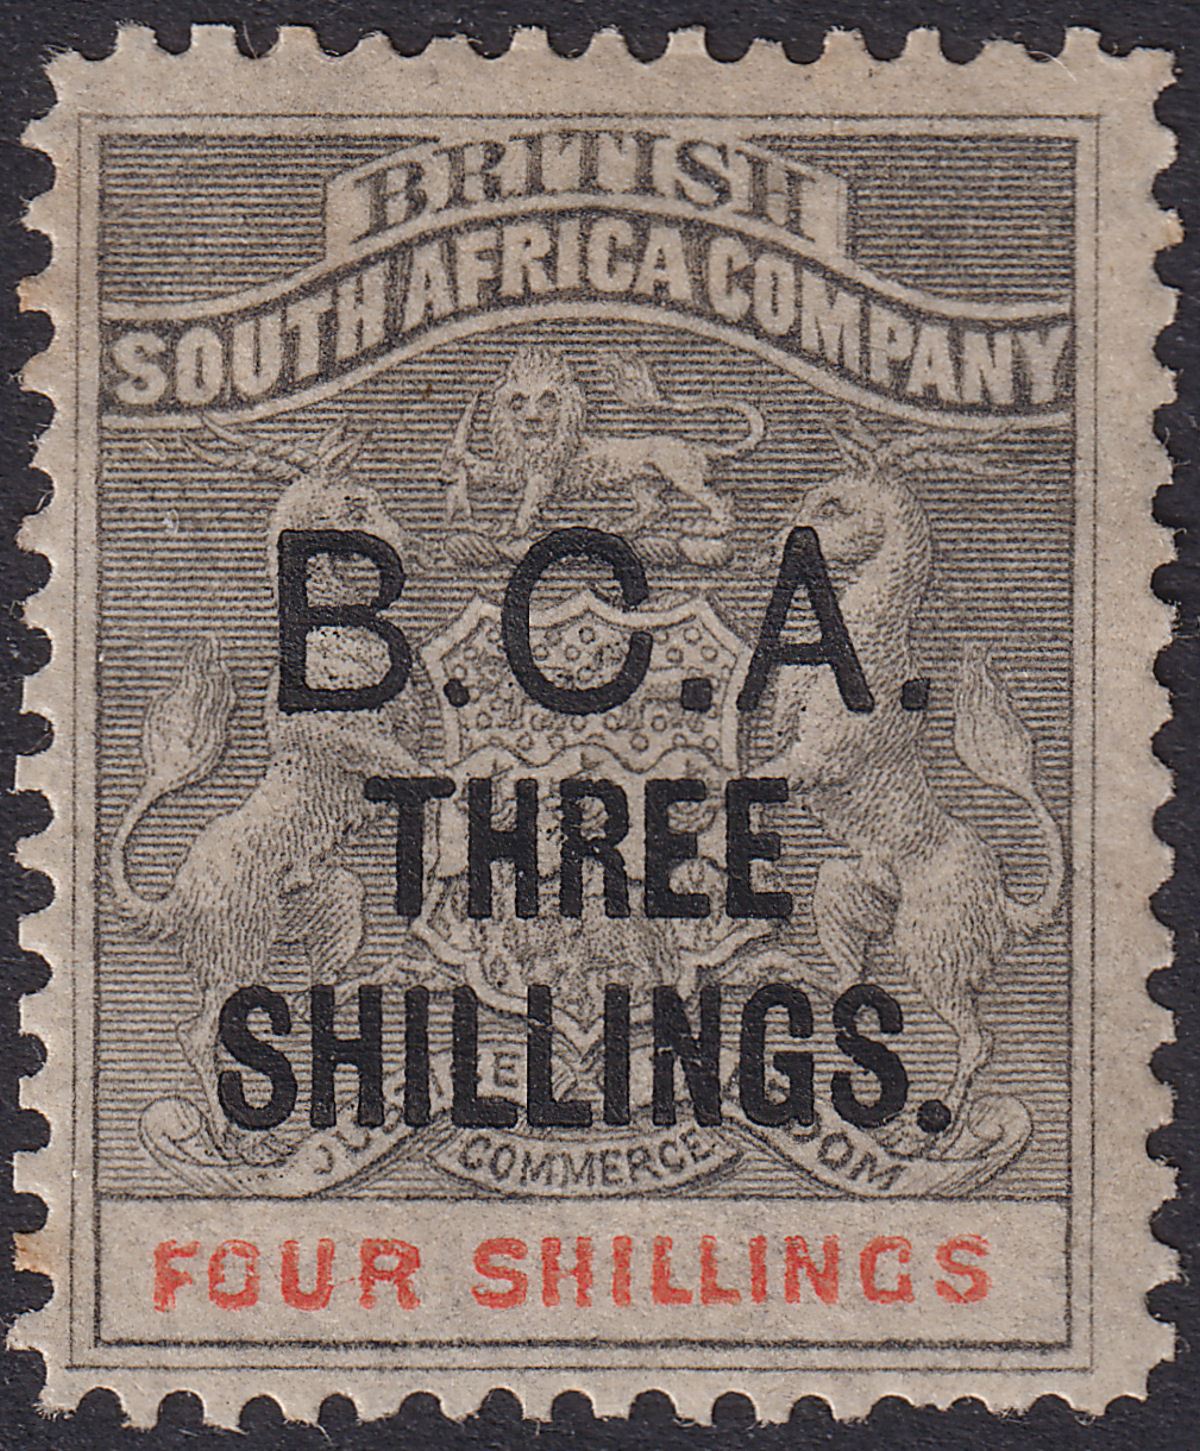 BRITISH
SOUTH AFRICA COMPANY
B.C.A.
THREE
SHILLINGS.
COMMERCE
FOUR SHILLINGS